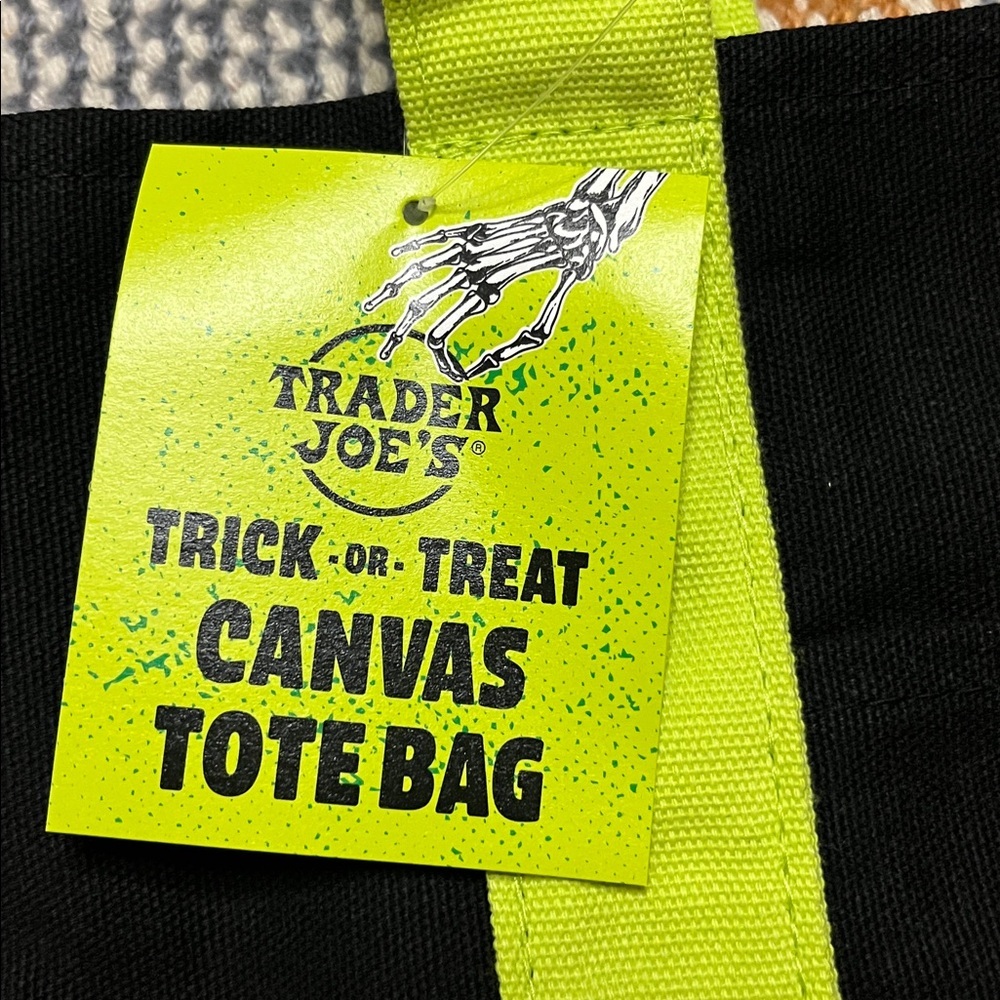 TRADER
JOE'S®
TRICK-OR-TREAT
CANVAS
TOTE BAG